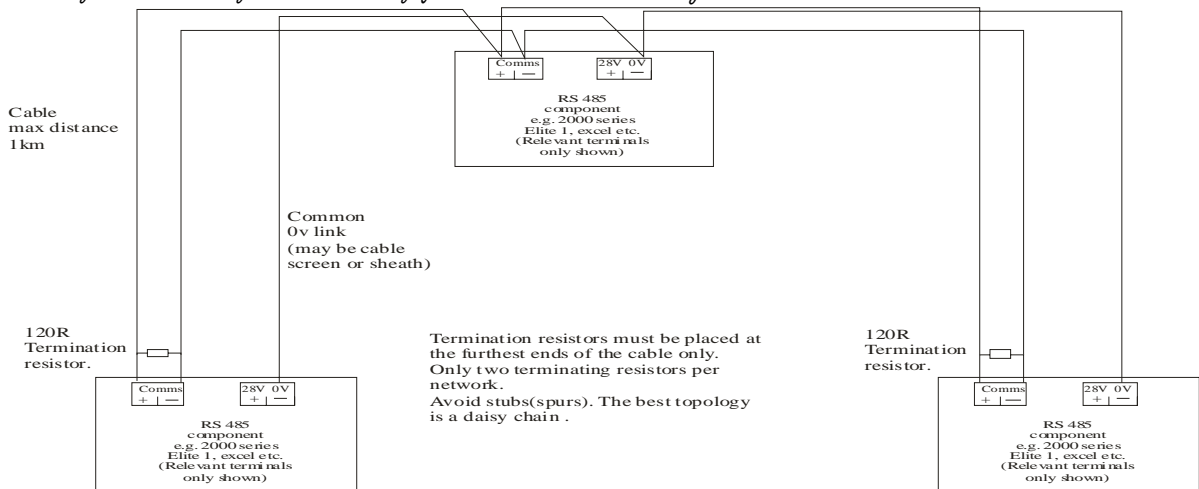 Comms
+ | —
28V 0V
+ | —
RS 485
component
e.g. 2000 series
Elite 1, excel etc.
(Relevant terminals
only shown)
Cable
max distance
1km
Common
0v link
(may be cable
screen or sheath)
120R
Termination
resistor.
Termination resistors must be placed at
the furthest ends of the cable only.
Only two terminating resistors per
network.
Avoid stubs(spurs). The best topology
is a daisy chain .
120R
Termination
resistor.
Comms
+ | —
28V 0V
+ | —
RS 485
component
e.g. 2000 series
Elite 1, excel etc.
(Relevant terminals
only shown)
Comms
+ | —
28V 0V
+ | —
RS 485
component
e.g. 2000 series
Elite 1, excel etc.
(Relevant terminals
only shown)